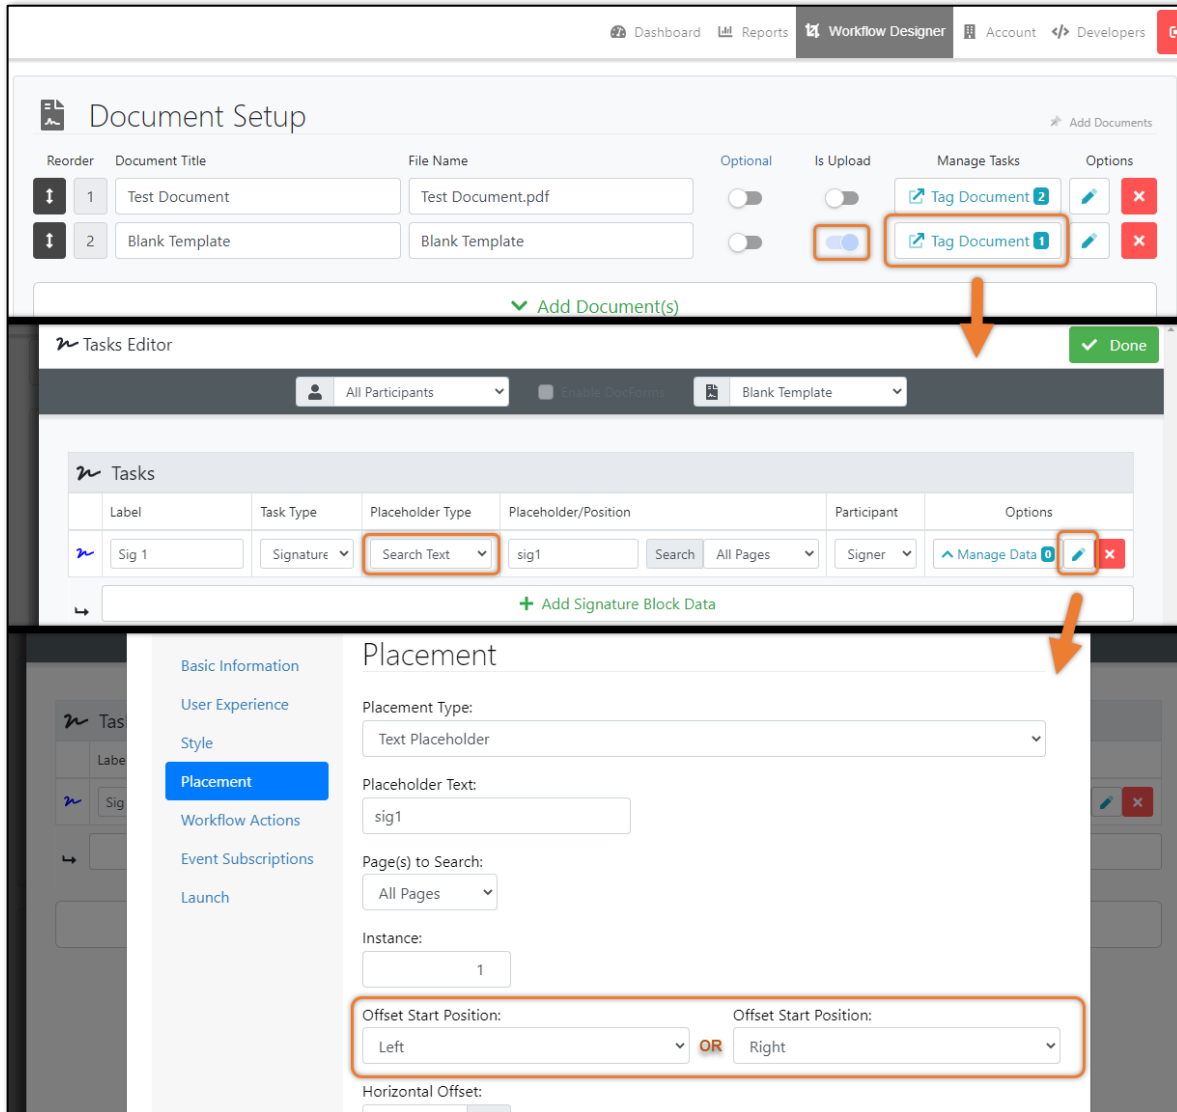 Dashboard Reports Workflow Designer Account Developers
Document Setup
Add Documents
Reorder Document Title File Name Optional Is Upload Manage Tasks Options
1 Test Document Test Document.pdf Tag Document 2
2 Blank Template Blank Template Tag Document 1
Add Document(s)
Tasks Editor Done
All Participants Enable DocForms Blank Template
Tasks
Label Task Type Placeholder Type Placeholder/Position Participant Options
Sig 1 Signature Search Text sig1 Search All Pages Signer Manage Data 0
Add Signature Block Data
Placement
Basic Information
User Experience
Placement Type:
Tas
Style
Text Placeholder
Labe
Placement
Placeholder Text:
Sig
sig1
Workflow Actions
Event Subscriptions
Page(s) to Search:
Launch
All Pages
Instance:
1
Offset Start Position: Offset Start Position:
Left OR Right
Horizontal Offset: